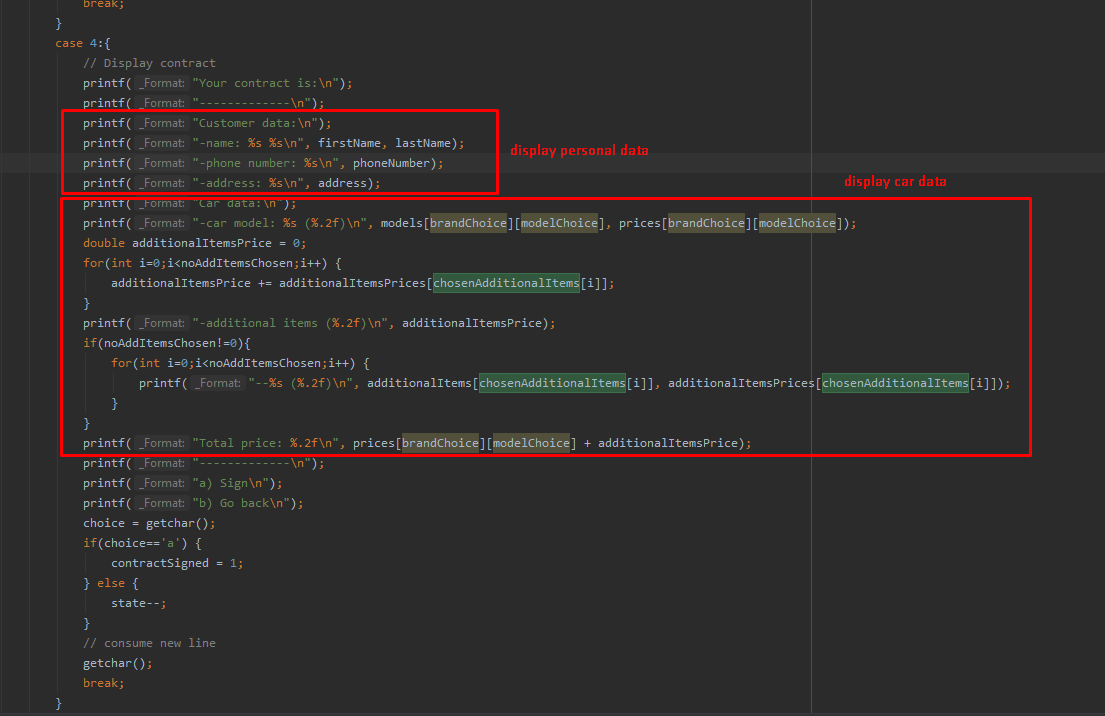 break;
}
case 4:{
// Display contract
printf( _Format: "Your contract is:\n");
printf( _Format: "-------------\n");
printf( _Format: "Customer data:\n");
printf( _Format: "-name: %s %s\n", firstName, lastName);
display personal data
printf( _Format: "-phone number: %s\n", phoneNumber);
printf( _Format: "-address: %s\n", address);
display car data
printf( _Format: "Car data:\n");
printf( _Format: "-car model: %s (%.2f)\n", models[brandChoice][modelChoice], prices[brandChoice][modelChoice]);
double additionalItemsPrice = 0;
for(int i=0;i<noAddItemsChosen;i++) {
additionalItemsPrice += additionalItemsPrices[chosenAdditionalItems[i]];
}
printf( _Format: "-additional items (%.2f)\n", additionalItemsPrice);
if(noAddItemsChosen!=0){
for(int i=0;i<noAddItemsChosen;i++) {
printf( _Format: "--%s (%.2f)\n", additionalItems[chosenAdditionalItems[i]], additionalItemsPrices[chosenAdditionalItems[i]]);
}
}
printf( _Format: "Total price: %.2f\n", prices[brandChoice][modelChoice] + additionalItemsPrice);
printf( _Format: "-------------\n");
printf( _Format: "a) Sign\n");
printf( _Format: "b) Go back\n");
choice = getchar();
if(choice=='a') {
contractSigned = 1;
} else {
state--;
}
// consume new line
getchar();
break;
}